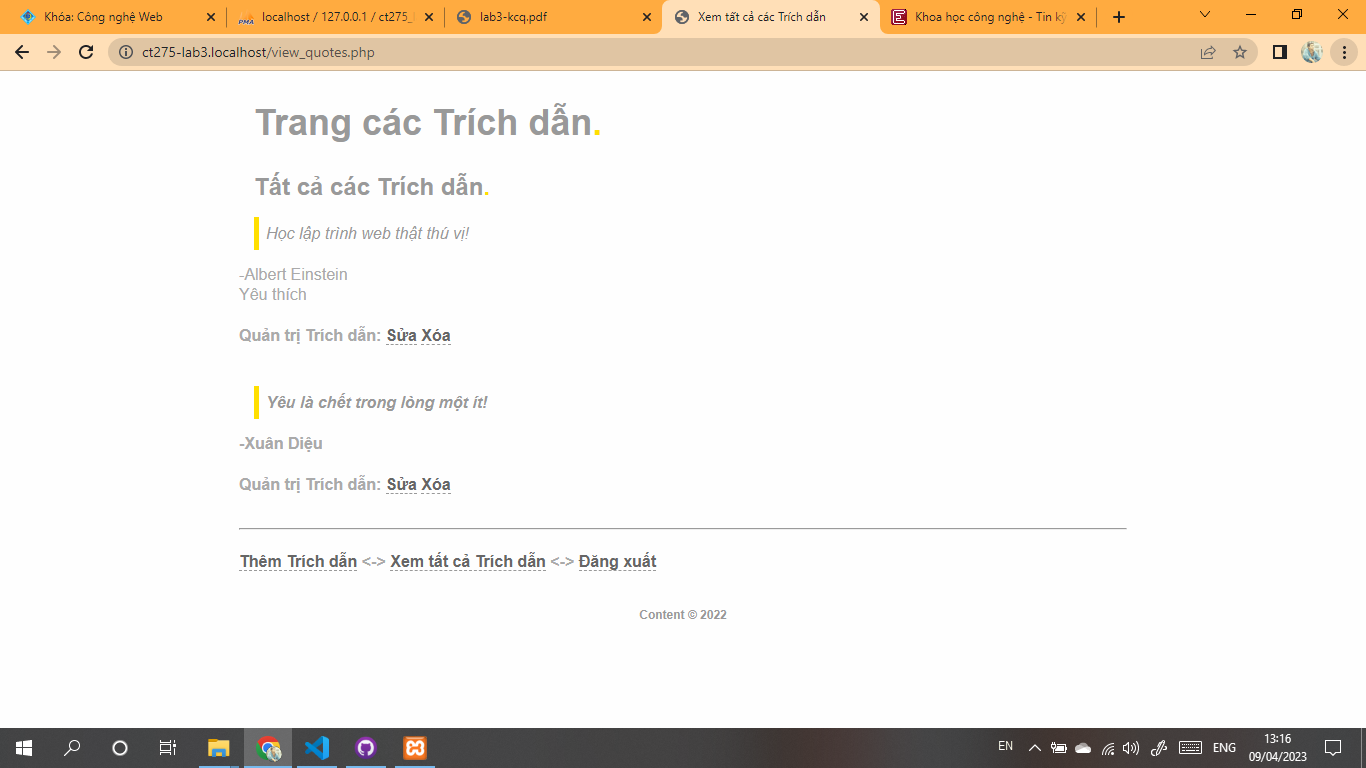 Khóa: Công nghệ Web
localhost / 127.0.0.1 / ct275_
lab3-kcq.pdf
Xem tất cả các Trích dẫn
Khoa học công nghệ - Tin kỹ
ct275-lab3.localhost/view_quotes.php
Trang các Trích dẫn.
Tất cả các Trích dẫn.
Học lập trình web thật thú vị!
-Albert Einstein
Yêu thích
Quản trị Trích dẫn: Sửa Xóa
Yêu là chết trong lòng một ít!
-Xuân Diệu
Quản trị Trích dẫn: Sửa Xóa
Thêm Trích dẫn <-> Xem tất cả Trích dẫn <-> Đăng xuất
Content © 2022
EN
ENG
13:16
09/04/2023